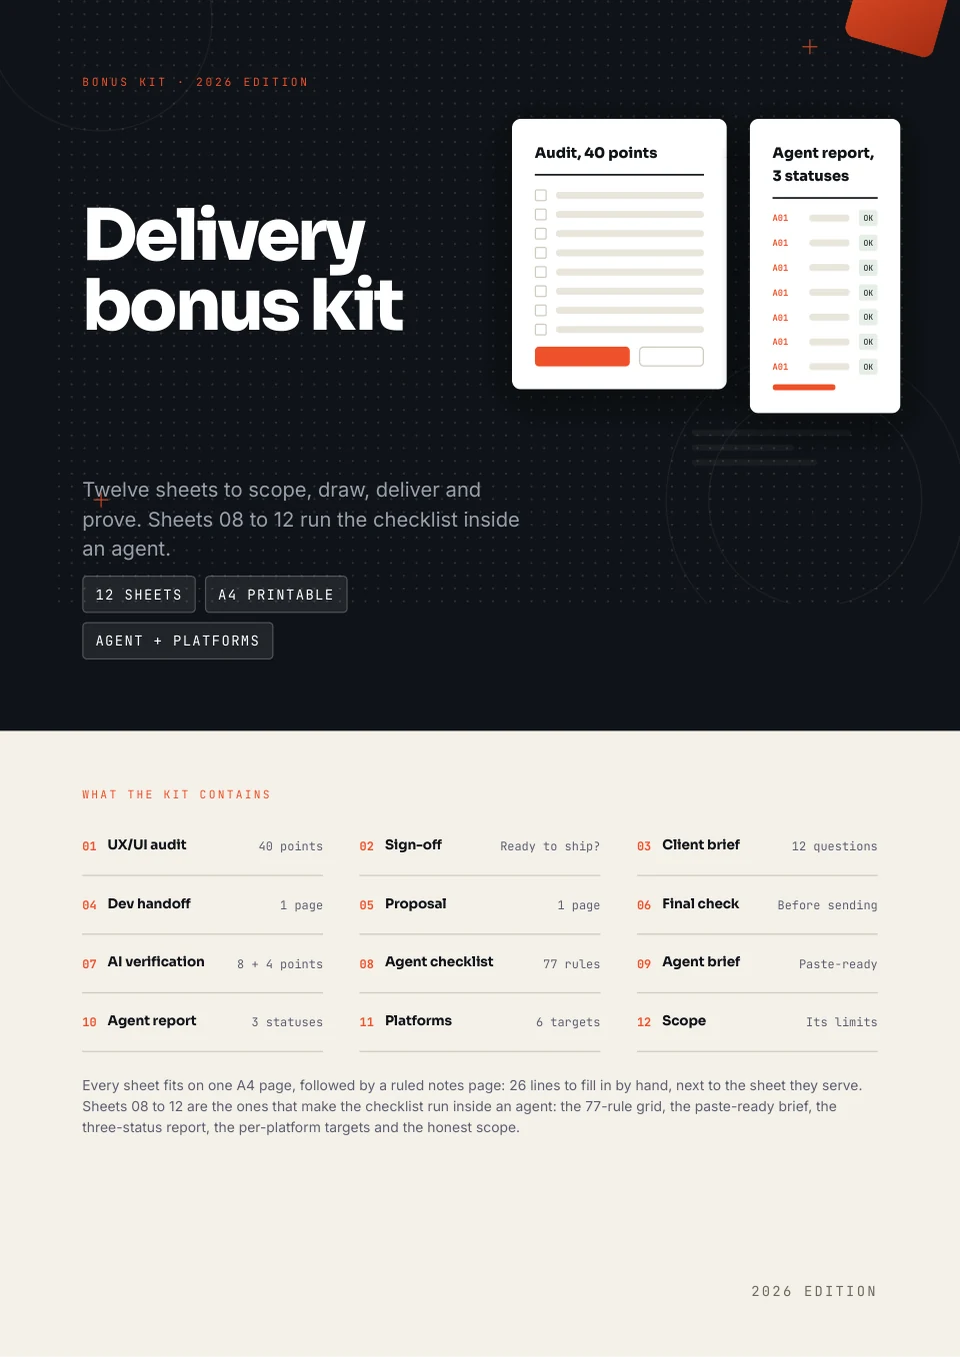 BONUS KIT · 2026 EDITION
Delivery
bonus kit
Audit, 40 points
Agent report,
3 statuses
A01 OK
A01 OK
A01 OK
A01 OK
A01 OK
A01 OK
A01 OK
Twelve sheets to scope, draw, deliver and
prove. Sheets 08 to 12 run the checklist inside
an agent.
12 SHEETS
A4 PRINTABLE
AGENT + PLATFORMS
WHAT THE KIT CONTAINS
01 UX/UI audit 40 points
02 Sign-off Ready to ship?
03 Client brief 12 questions
04 Dev handoff 1 page
05 Proposal 1 page
06 Final check Before sending
07 AI verification 8 + 4 points
08 Agent checklist 77 rules
09 Agent brief Paste-ready
10 Agent report 3 statuses
11 Platforms 6 targets
12 Scope Its limits
Every sheet fits on one A4 page, followed by a ruled notes page: 26 lines to fill in by hand, next to the sheet they serve.
Sheets 08 to 12 are the ones that make the checklist run inside an agent: the 77-rule grid, the paste-ready brief, the
three-status report, the per-platform targets and the honest scope.
2026 EDITION